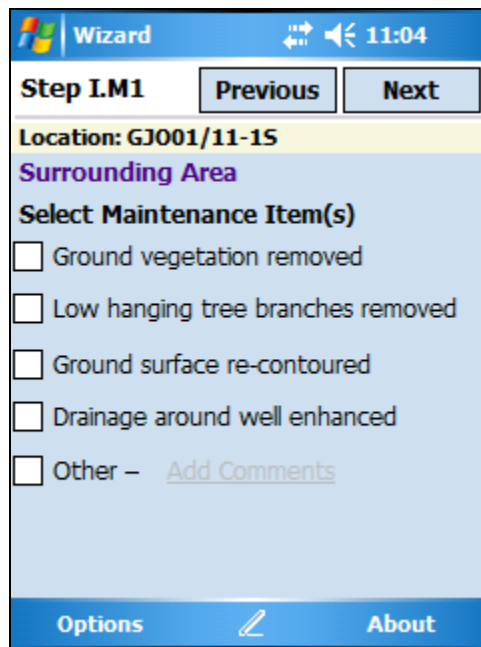 Wizard 11:04
Step I.M1 Previous Next
Location: GJO01/11-1S
Surrounding Area
Select Maintenance Item(s)
Ground vegetation removed
Low hanging tree branches removed
Ground surface re-contoured
Drainage around well enhanced
Other – Add Comments
Options About